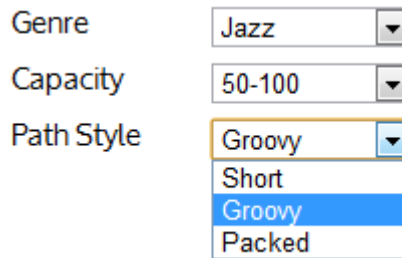 Genre Jazz
Capacity 50-100
Path Style Groovy
Short
Groovy
Packed